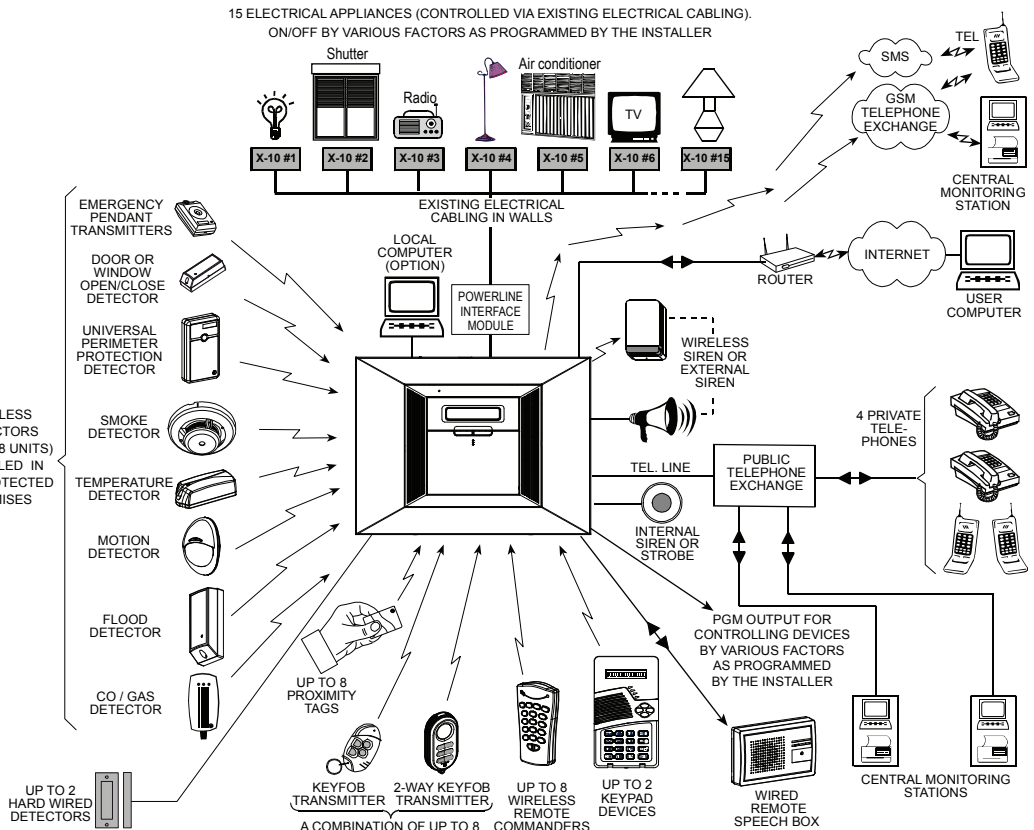 15 ELECTRICAL APPLIANCES (CONTROLLED VIA EXISTING ELECTRICAL CABLING).
ON/OFF BY VARIOUS FACTORS AS PROGRAMMED BY THE INSTALLER
Shutter
Radio
Air conditioner
TV
X-10 #1
X-10 #2
X-10 #3
X-10 #4
X-10 #5
X-10 #6
X-10 #15
EXISTING ELECTRICAL
CABLING IN WALLS
SMS
TEL
GSM
TELEPHONE
EXCHANGE
CENTRAL
MONITORING
STATION
EMERGENCY
PENDANT
TRANSMITTERS
DOOR OR
WINDOW
OPEN/CLOSE
DETECTOR
UNIVERSAL
PERIMETER
PROTECTION
DETECTOR
SMOKE
DETECTOR
TEMPERATURE
DETECTOR
MOTION
DETECTOR
FLOOD
DETECTOR
CO / GAS
DETECTOR
LESS
CTORS
8 UNITS)
LED IN
OTECTED
MISES
UP TO 2
HARD WIRED
DETECTORS
LOCAL
COMPUTER
(OPTION)
POWERLINE
INTERFACE
MODULE
ROUTER
INTERNET
USER
COMPUTER
WIRELESS
SIREN OR
EXTERNAL
SIREN
TEL. LINE
INTERNAL
SIREN OR
STROBE
PUBLIC
TELEPHONE
EXCHANGE
4 PRIVATE
TELE-
PHONES
PGM OUTPUT FOR
CONTROLLING DEVICES
BY VARIOUS FACTORS
AS PROGRAMMED
BY THE INSTALLER
UP TO 8
PROXIMITY
TAGS
KEYFOB
TRANSMITTER
2-WAY KEYFOB
TRANSMITTER
A COMBINATION OF UP TO 8
UP TO 8
WIRELESS
REMOTE
COMMANDERS
UP TO 2
KEYPAD
DEVICES
WIRED
REMOTE
SPEECH BOX
CENTRAL MONITORING
STATIONS